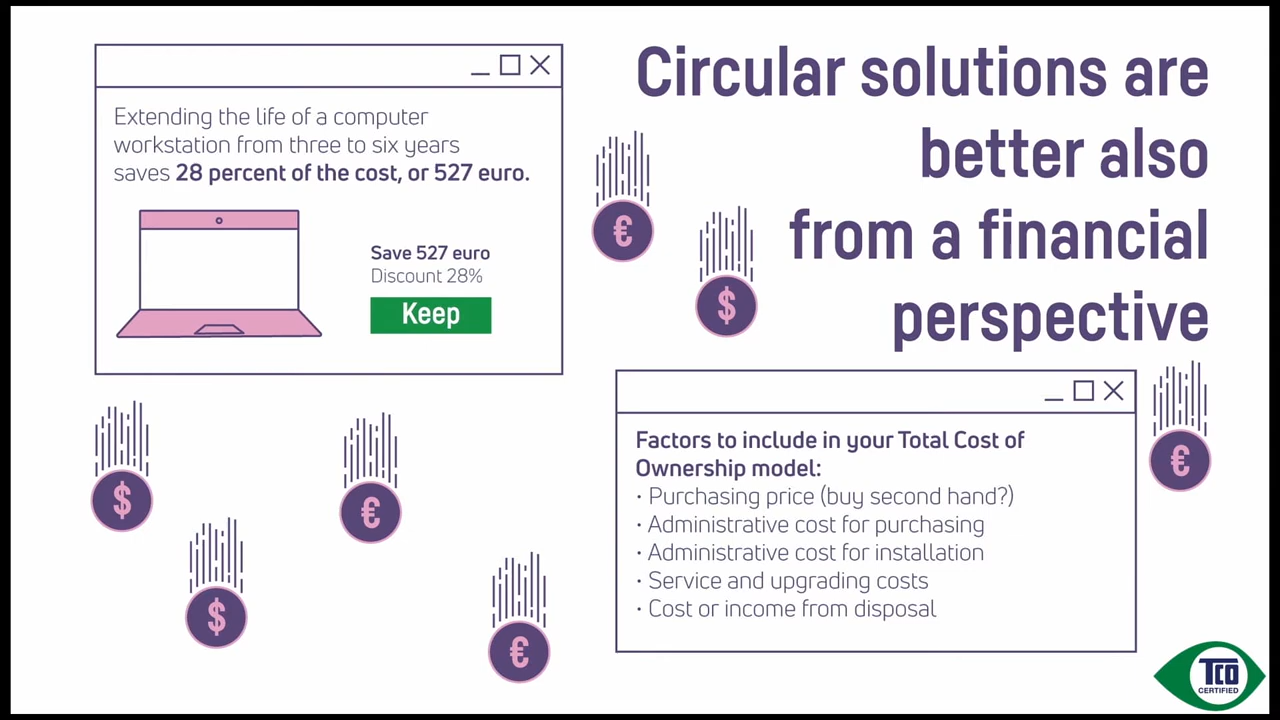 Circular solutions are
better also
from a financial
perspective
Extending the life of a computer
workstation from three to six years
saves 28 percent of the cost, or 527 euro.
Save 527 euro
Discount 28%
Keep
€
$
€
$
€
$
€
Factors to include in your Total Cost of
Ownership model:
• Purchasing price (buy second hand?)
• Administrative cost for purchasing
• Administrative cost for installation
• Service and upgrading costs
• Cost or income from disposal
TCO
CERTIFIED